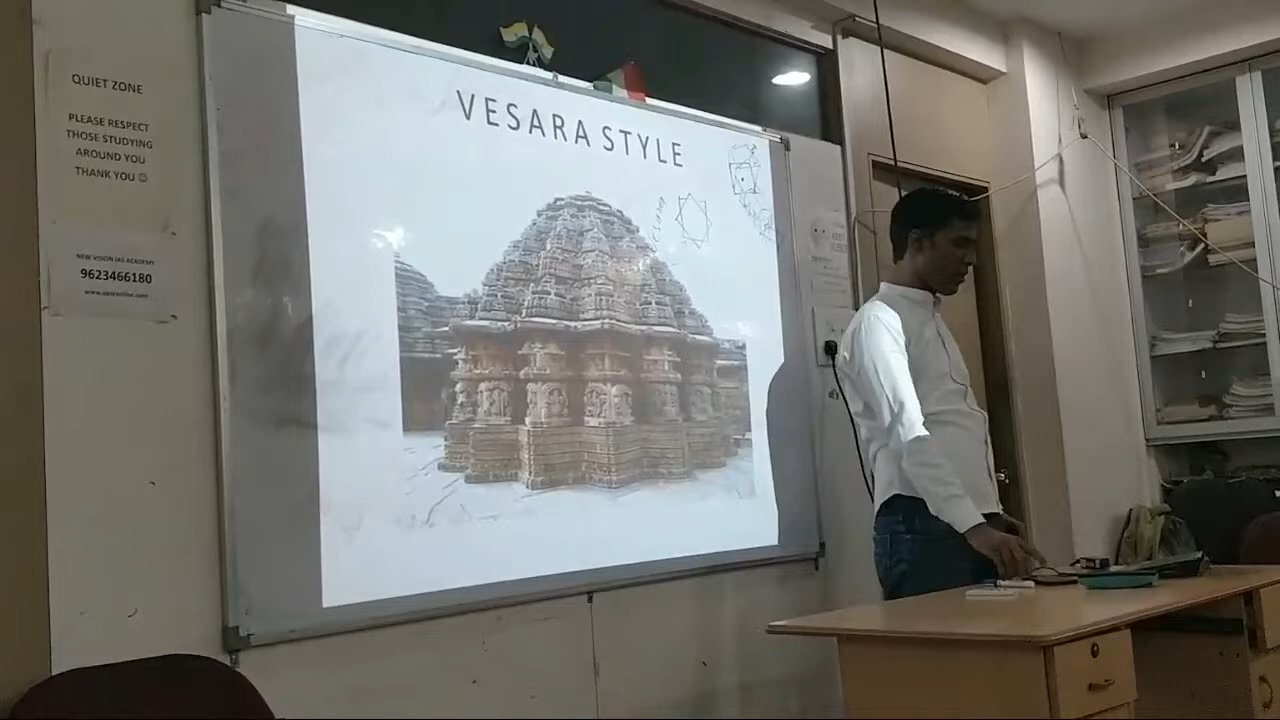 QUIET ZONE
PLEASE RESPECT
THOSE STUDYING
AROUND YOU
THANK YOU ☺
NEW VISION IAS ACADEMY
9623466180
VESARA STYLE